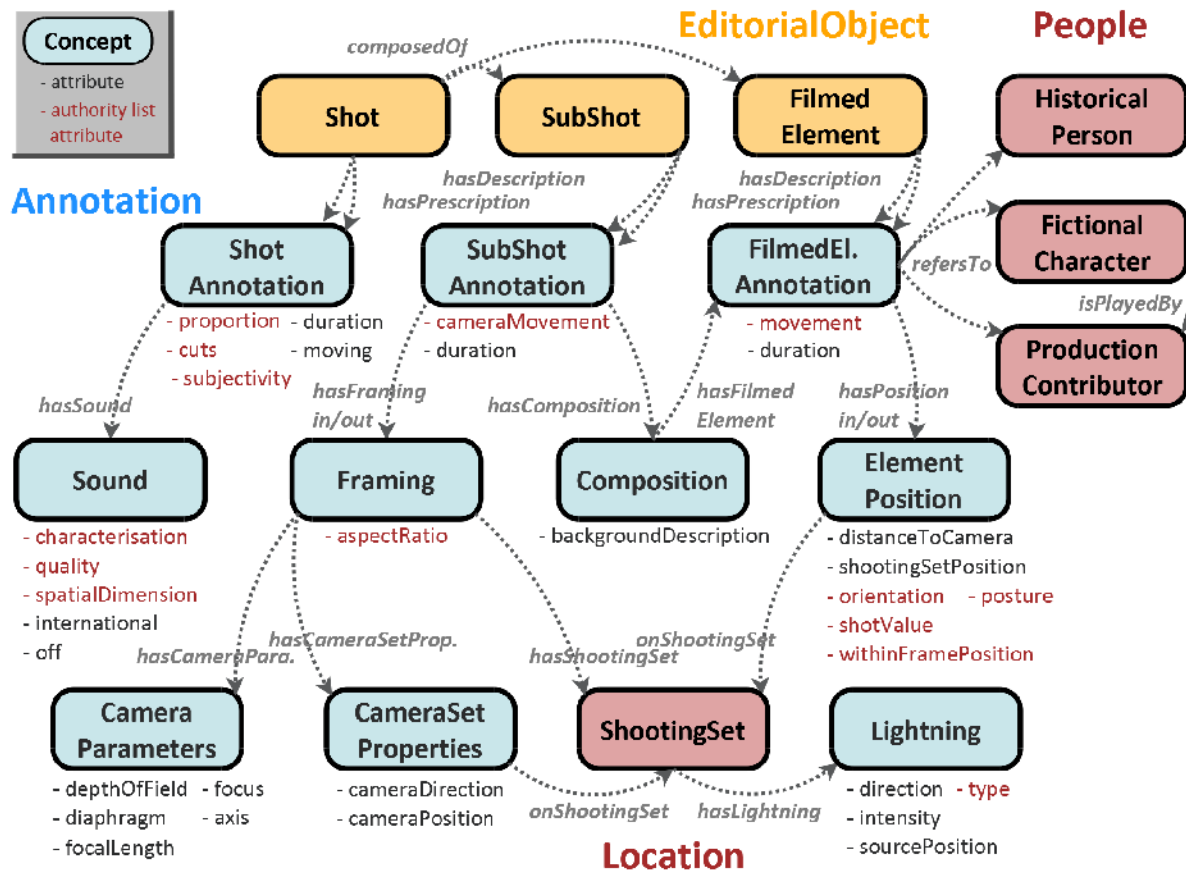 Concept
- attribute
- authority list
attribute
EditorialObject
People
composedOf
Shot
SubShot
Filmed
Element
Historical
Person
Annotation
hasDescription
hasPrescription
hasDescription
hasPrescription
Shot
Annotation
SubShot
Annotation
FilmedEl.
Annotation
refersTo
Fictional
Character
isPlayedBy
Production
Contributor
- proportion - duration
- cuts - moving
- subjectivity
- cameraMovement
- duration
- movement
- duration
hasSound
hasFraming
in/out
hasComposition
hasFilmed
Element
hasPosition
in/out
Sound
Framing
Composition
Element
Position
- characterisation
- quality
- spatialDimension
- international
- off
- aspectRatio
- backgroundDescription
- distanceToCamera
- shootingSetPosition
- orientation - posture
- shotValue
- withinFramePosition
hasCameraPara.
hasCameraSetProp.
hasShootingSet
onShootingSet
Camera
Parameters
CameraSet
Properties
ShootingSet
Lightning
- depthOfField - focus
- diaphragm - axis
- focalLength
- cameraDirection
- cameraPosition
onShootingSet
hasLightning
- direction - type
- intensity
- sourcePosition
Location